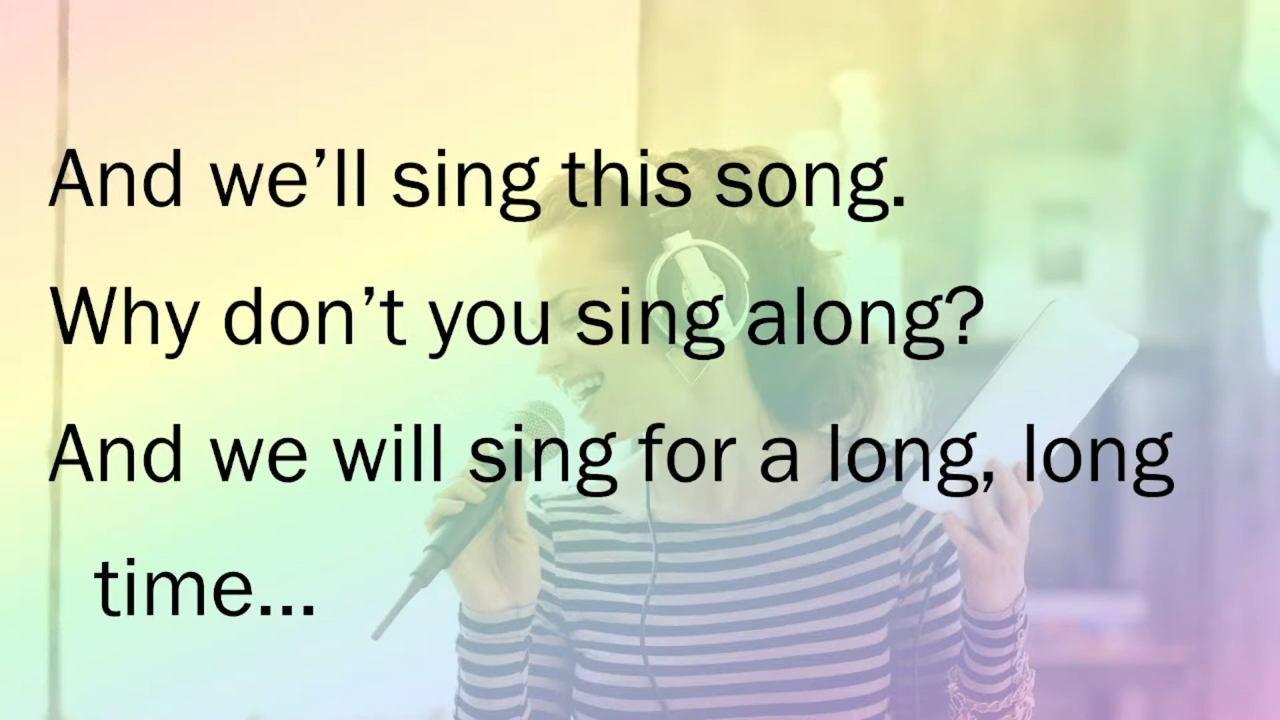 And we’ll sing this song.
Why don’t you sing along?
And we will sing for a long, long
time...